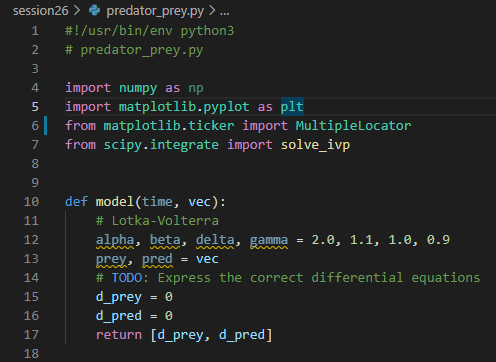 session26 > predator_prey.py > ...
1 #!/usr/bin/env python3
2 # predator_prey.py
3
4 import numpy as np
5 import matplotlib.pyplot as plt
6 from matplotlib.ticker import MultipleLocator
7 from scipy.integrate import solve_ivp
8
9
10 def model(time, vec):
11     # Lotka-Volterra
12     alpha, beta, delta, gamma = 2.0, 1.1, 1.0, 0.9
13     prey, pred = vec
14     # TODO: Express the correct differential equations
15     d_prey = 0
16     d_pred = 0
17     return [d_prey, d_pred]
18